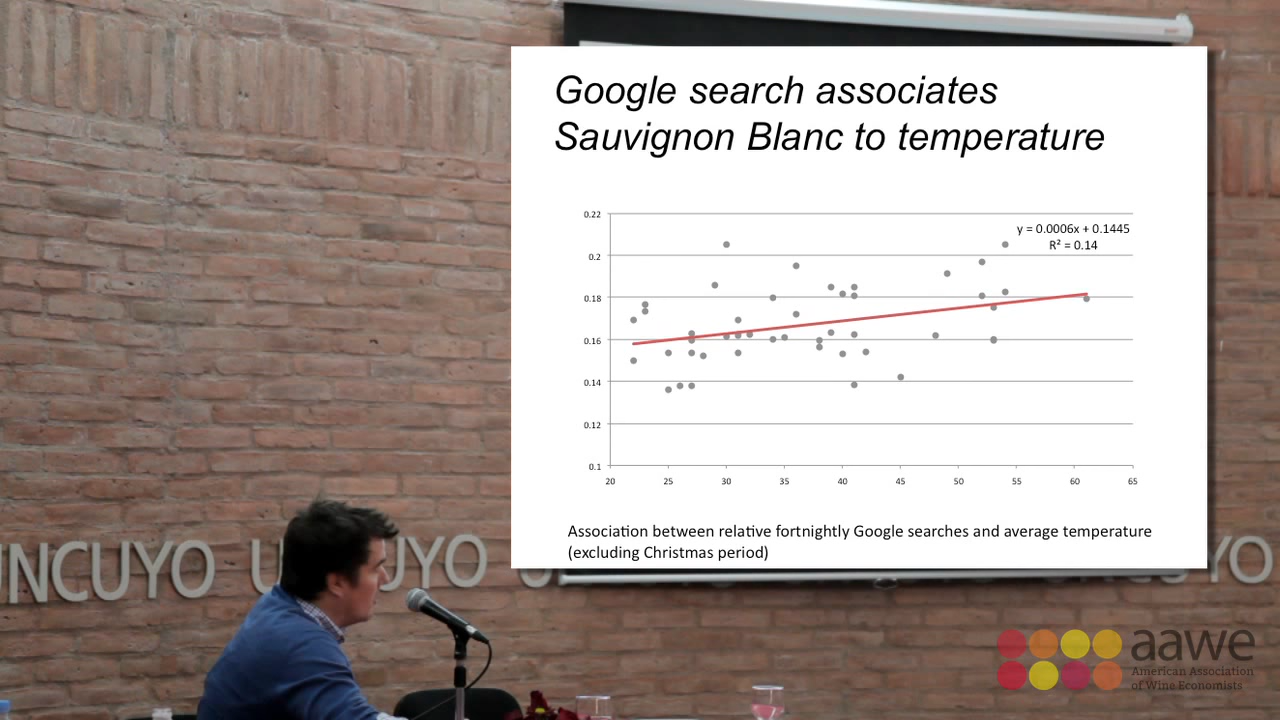 Google search associates
Sauvignon Blanc to temperature
0.22
0.2
0.18
0.16
0.14
0.12
0.1
y = 0.0006x + 0.1445
R² = 0.14
20 25 30 35 40 45 50 55 60 65
Association between relative fortnightly Google searches and average temperature
(excluding Christmas period)
UNCUYO U CUYO U YO
aawe
American Association
of Wine Economists